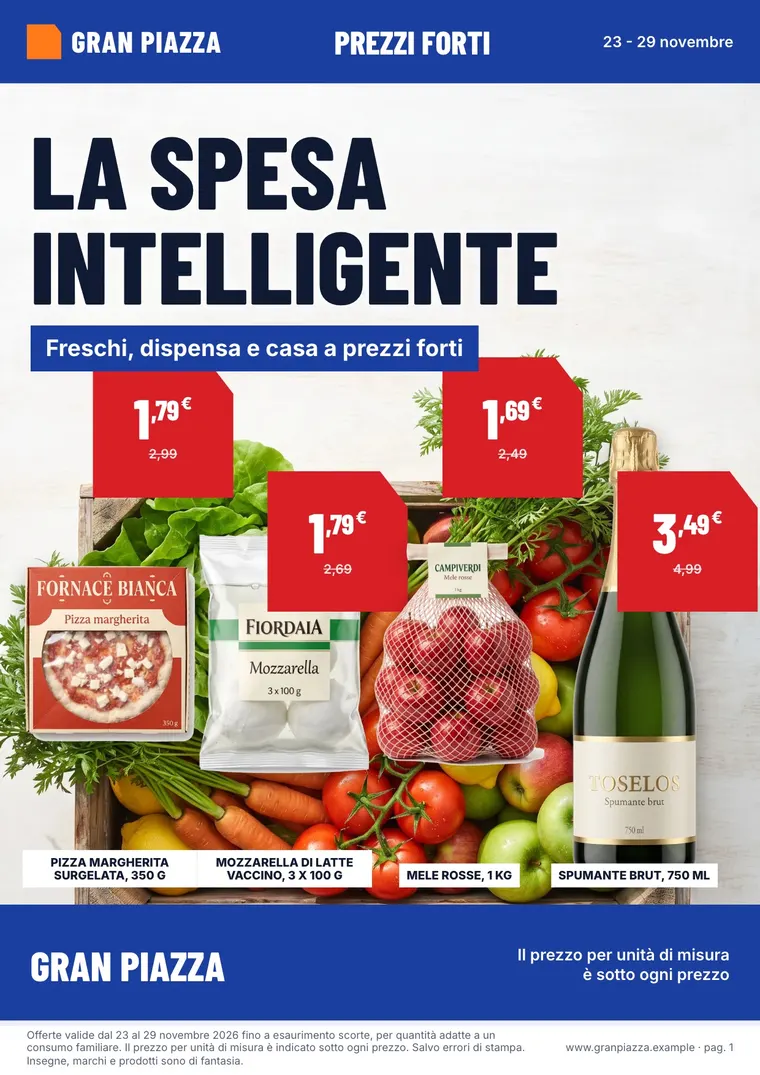 GRAN PIAZZA
PREZZI FORTI
23 - 29 novembre
LA SPESA
INTELLIGENTE
Freschi, dispensa e casa a prezzi forti
1,79€
2,99
1,69€
2,49
1,79€
2,69
3,49€
4,99
FORNACE BIANCA
Pizza margherita
350 g
FIORDAIA
Mozzarella
3 x 100 g
CAMPIVERDI
Mele rosse
1 kg
TOSELOS
Spumante brut
750 ml
PIZZA MARGHERITA
SURGELATA, 350 G
MOZZARELLA DI LATTE
VACCINO, 3 X 100 G
MELE ROSSE, 1 KG
SPUMANTE BRUT, 750 ML
GRAN PIAZZA
Il prezzo per unità di misura
è sotto ogni prezzo
Offerte valide dal 23 al 29 novembre 2026 fino a esaurimento scorte, per quantità adatte a un
consumo familiare. Il prezzo per unità di misura è indicato sotto ogni prezzo. Salvo errori di stampa.
Insegne, marchi e prodotti sono di fantasia.
www.granpiazza.example · pag. 1